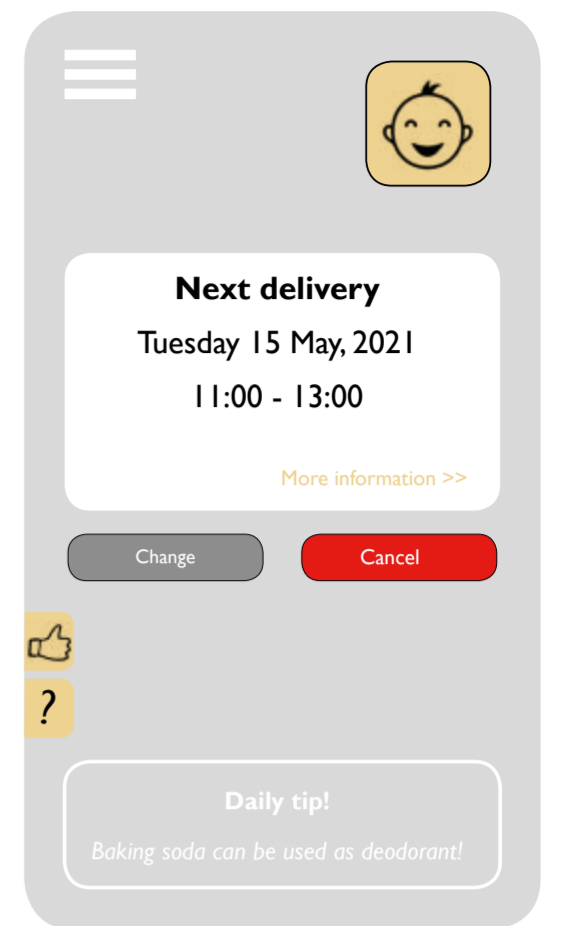 Next delivery
Tuesday 15 May, 2021
11:00 - 13:00
More information >>
Change
Cancel
?
Daily tip!
Baking soda can be used as deodorant!